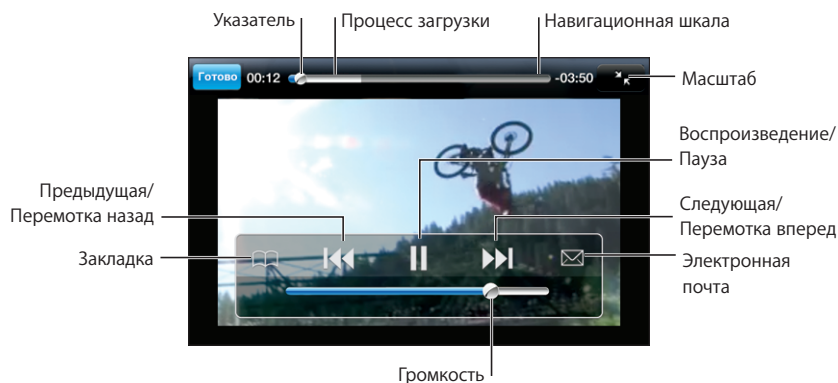 Указатель
Процесс загрузки
Навигационная шкала
Готово
00:12
-03:50
Масштаб
Воспроизведение/
Пауза
Предыдущая/
Перемотка назад
Следующая/
Перемотка вперед
Закладка
Электронная
почта
Громкость